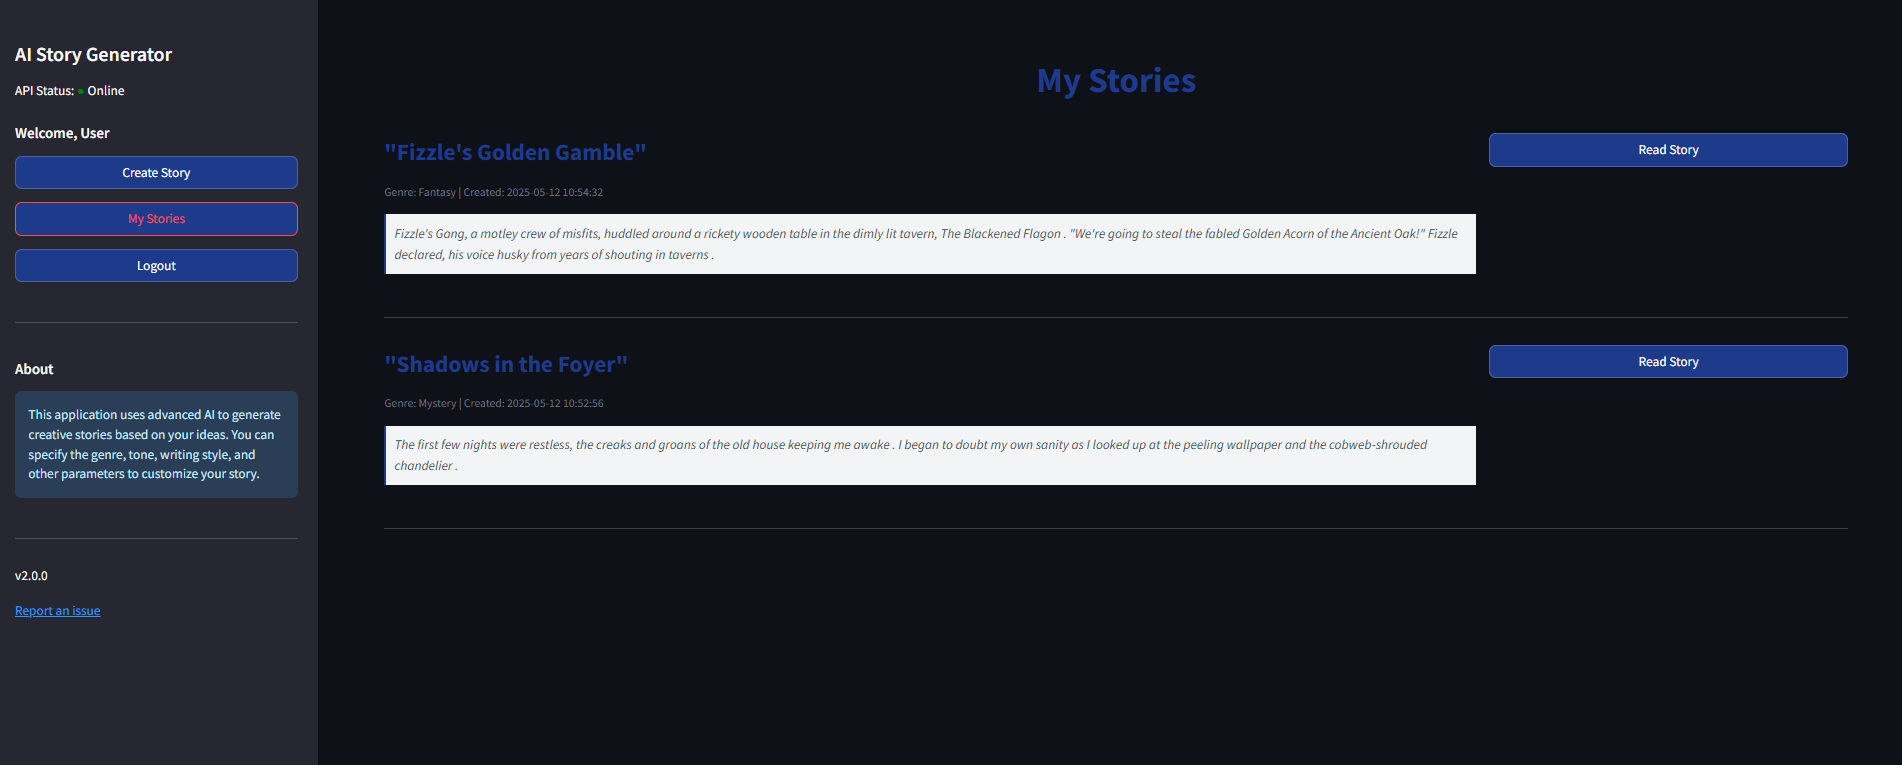 AI Story Generator
API Status: ● Online
Welcome, User
Create Story
My Stories
Logout
About
This application uses advanced AI to generate
creative stories based on your ideas. You can
specify the genre, tone, writing style, and
other parameters to customize your story.
v2.0.0
Report an issue
My Stories
"Fizzle's Golden Gamble"
Read Story
Genre: Fantasy | Created: 2025-05-12 10:54:32
Fizzle's Gang, a motley crew of misfits, huddled around a rickety wooden table in the dimly lit tavern, The Blackened Flagon . "We're going to steal the fabled Golden Acorn of the Ancient Oak!" Fizzle
declared, his voice husky from years of shouting in taverns .
"Shadows in the Foyer"
Read Story
Genre: Mystery | Created: 2025-05-12 10:52:56
The first few nights were restless, the creaks and groans of the old house keeping me awake . I began to doubt my own sanity as I looked up at the peeling wallpaper and the cobweb-shrouded
chandelier .